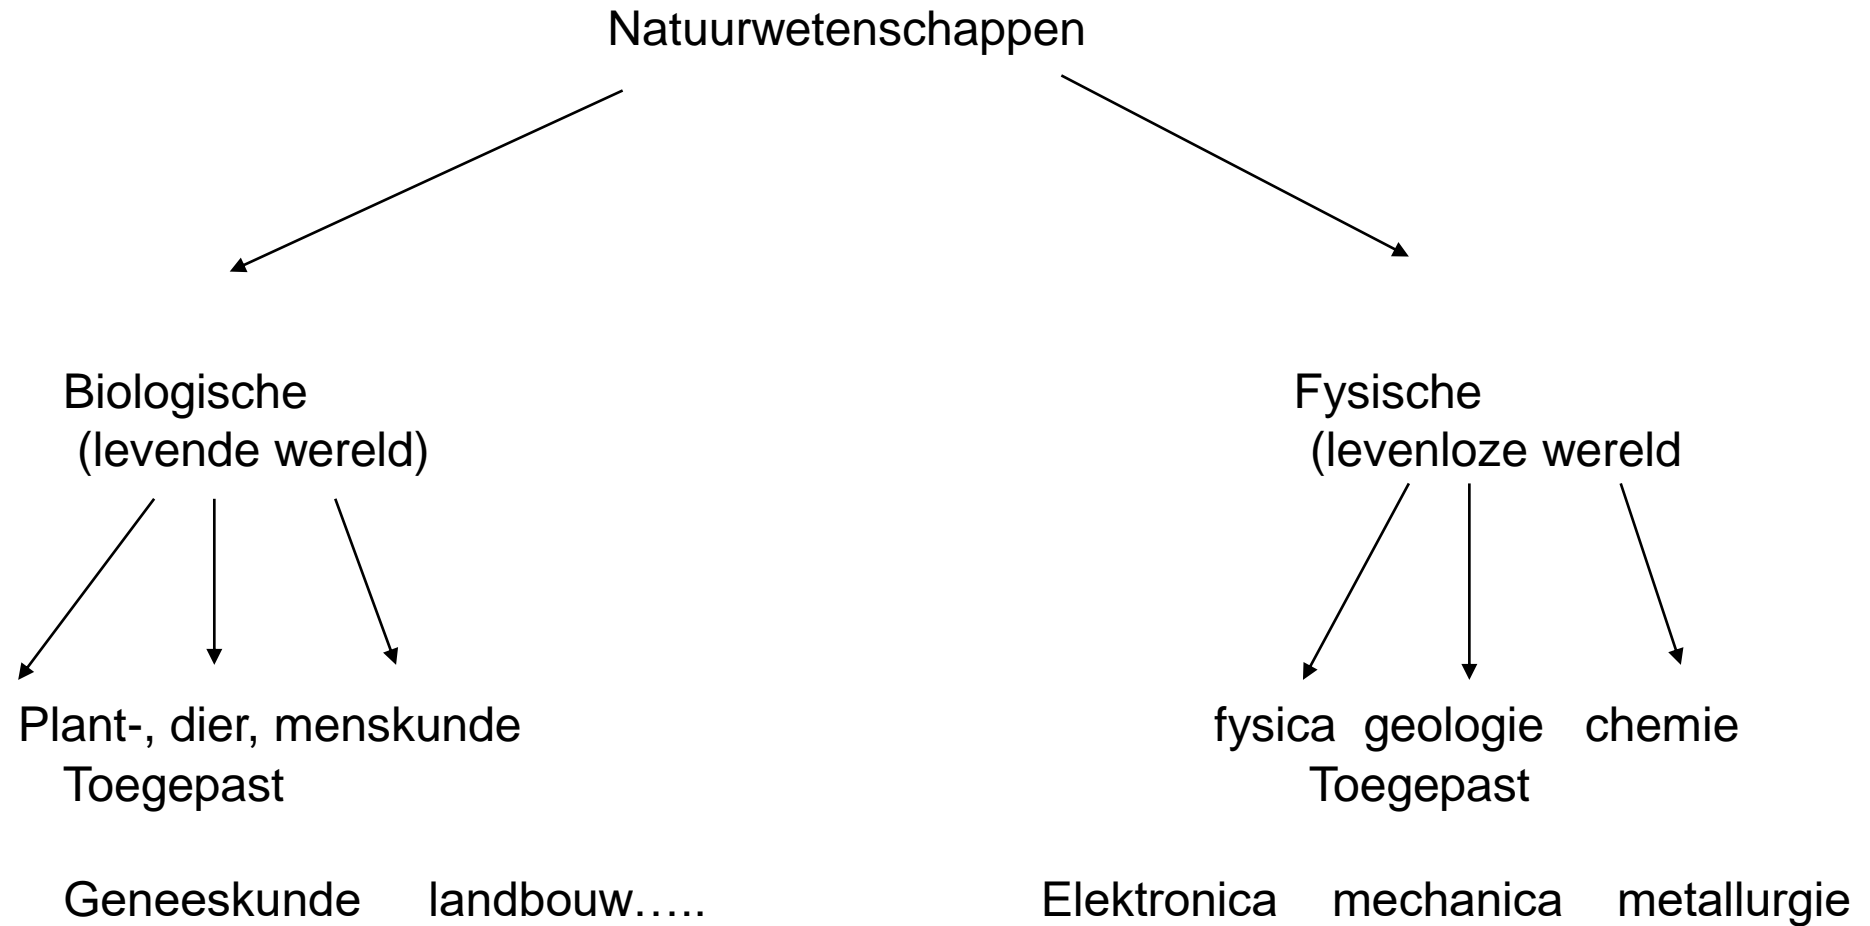 Natuurwetenschappen
Biologische
(levende wereld)
Fysische
(levenloze wereld
Plant-, dier, menskunde
Toegepast
fysica geologie chemie
Toegepast
Geneeskunde landbouw…..
Elektronica mechanica metallurgie